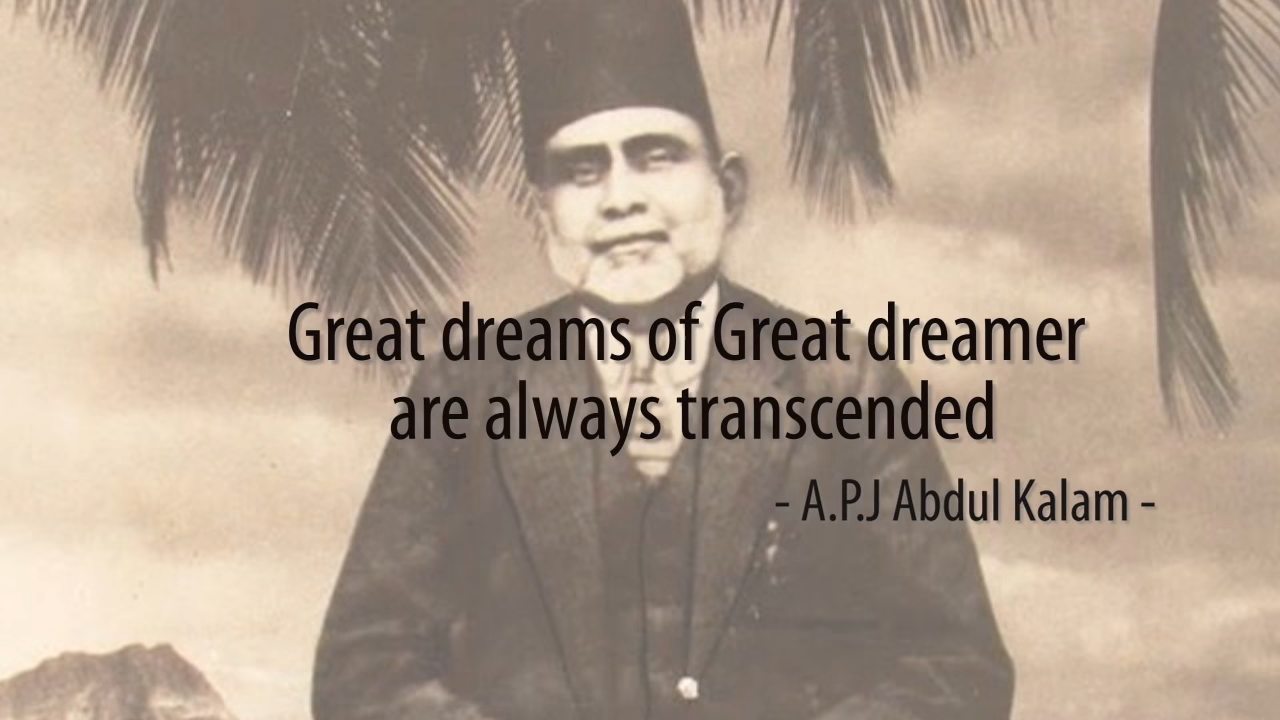 Great dreams of Great dreamer
are always transcended
- A.P.J Abdul Kalam -